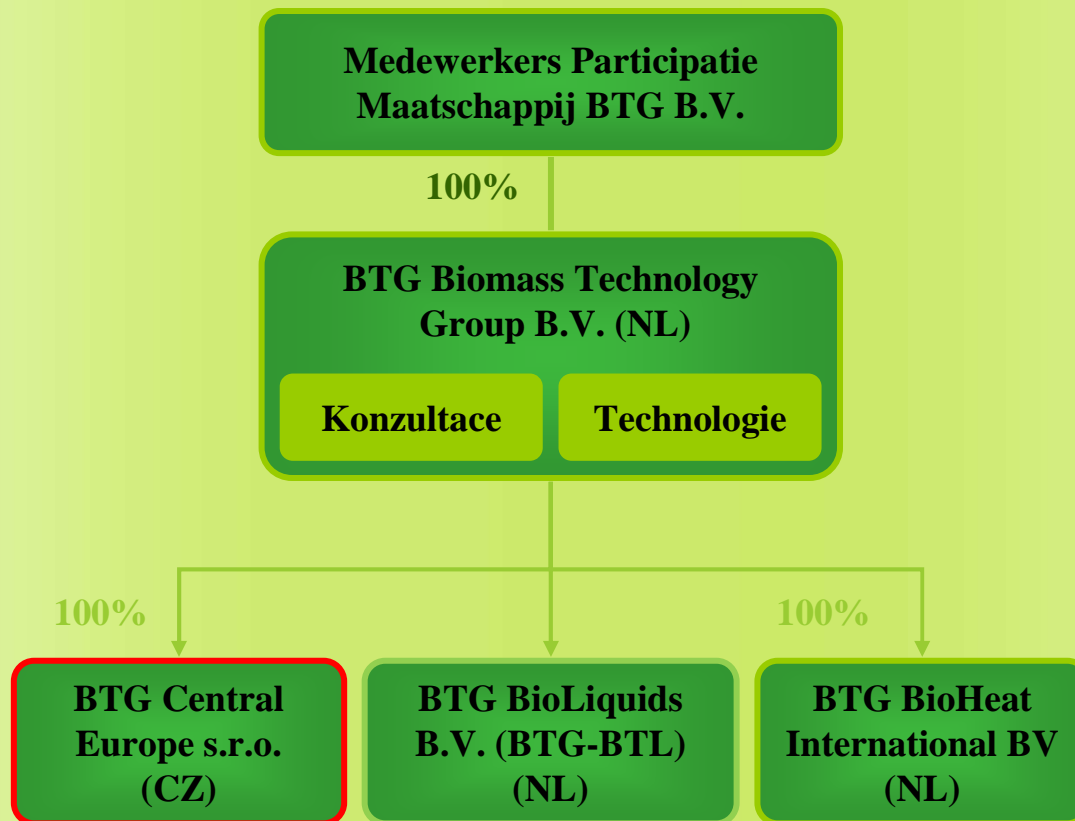 Medewerkers Participatie
Maatschappij BTG B.V.
100%
BTG Biomass Technology
Group B.V. (NL)
Konzultace
Technologie
100%
100%
BTG Central
Europe s.r.o.
(CZ)
BTG BioLiquids
B.V. (BTG-BTL)
(NL)
BTG BioHeat
International BV
(NL)